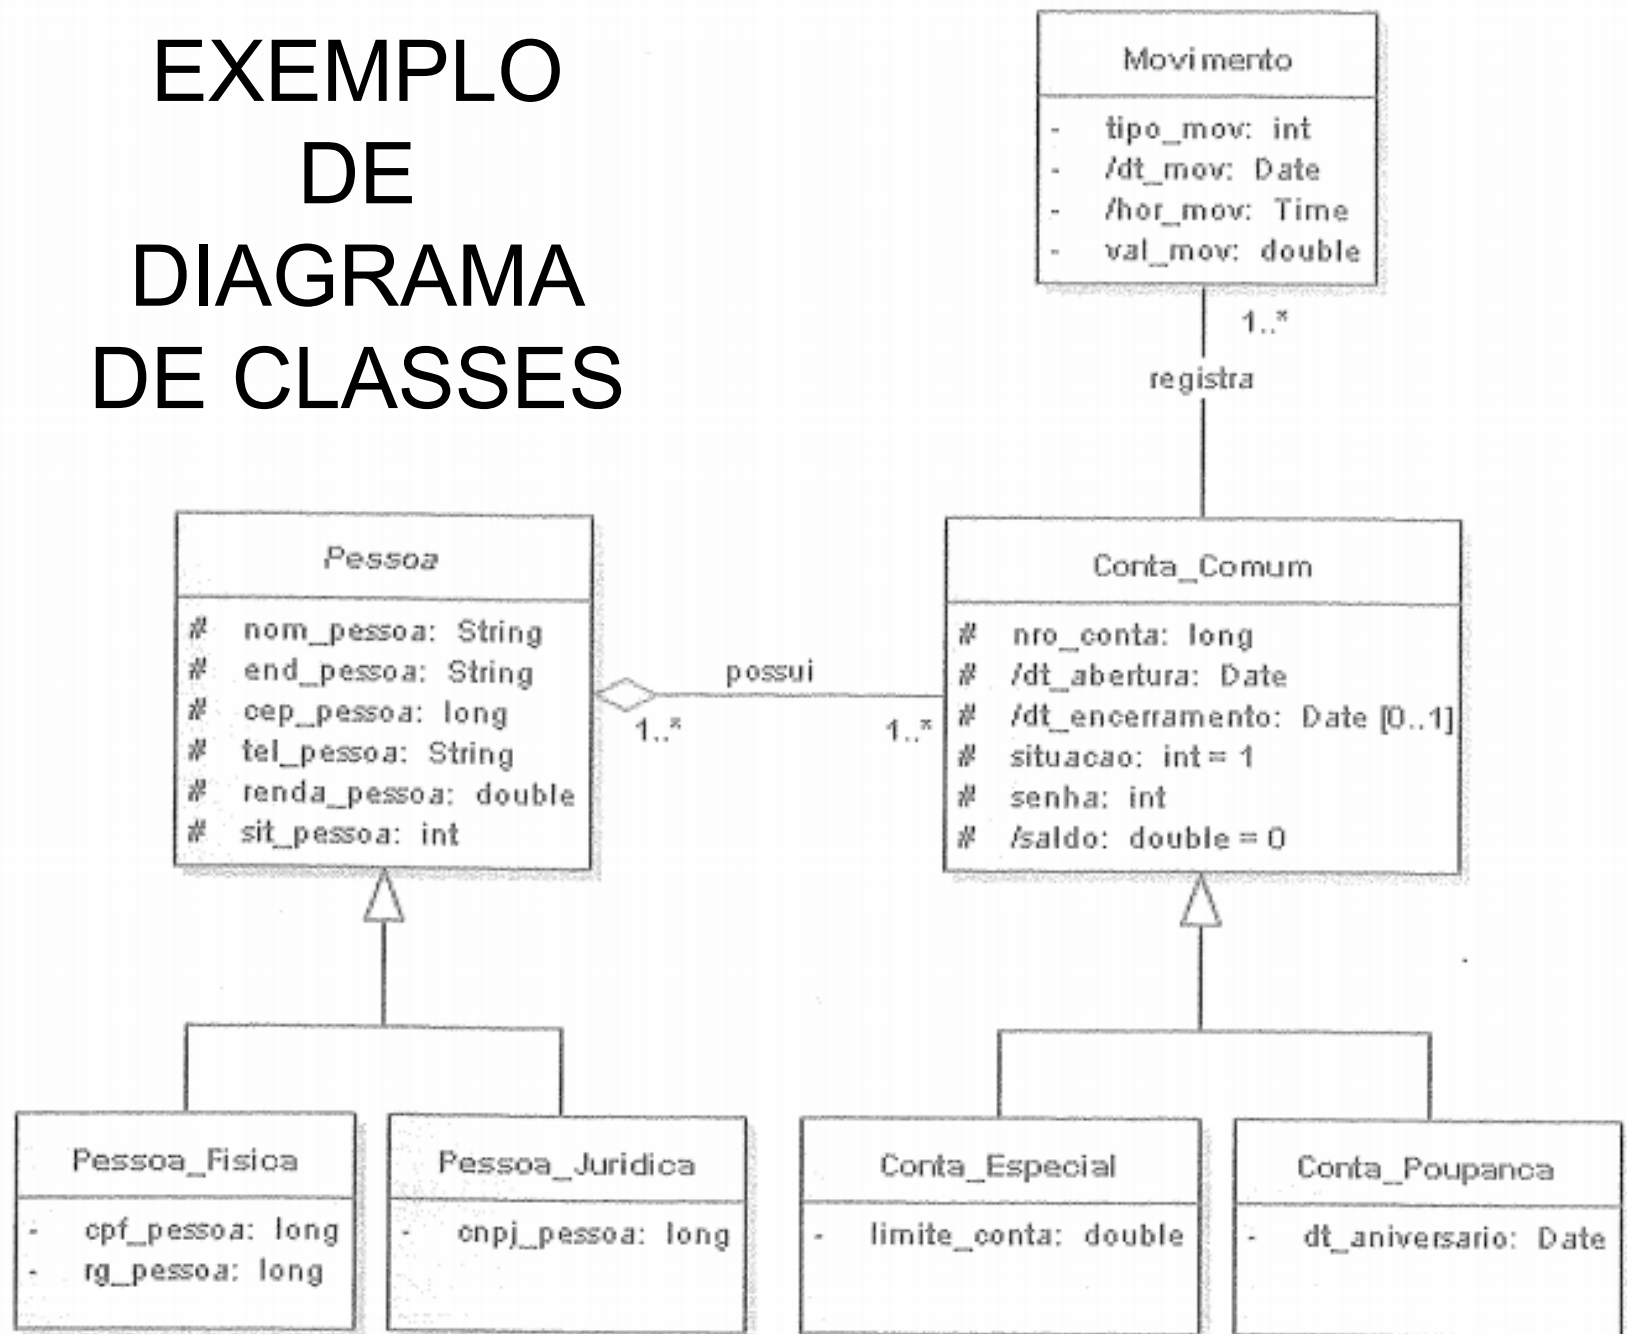 EXEMPLO
DE
DIAGRAMA
DE CLASSES
Movimento
- tipo_mov: int
- /dt_mov: Date
- /hor_mov: Time
- val_mov: double
1..*
registra
Pessoa
# nom_pessoa: String
# end_pessoa: String
# cep_pessoa: long
# tel_pessoa: String
# renda_pessoa: double
# sit_pessoa: int
possui
1..*
1..*
Conta_Comum
# nro_conta: long
# /dt_abertura: Date
# /dt_encerramento: Date [0..1]
# situacao: int = 1
# senha: int
# /saldo: double = 0
Pessoa_Fisica
- cpf_pessoa: long
- rg_pessoa: long
Pessoa_Juridica
- cnpj_pessoa: long
Conta_Especial
- limite_conta: double
Conta_Poupanca
- dt_aniversario: Date